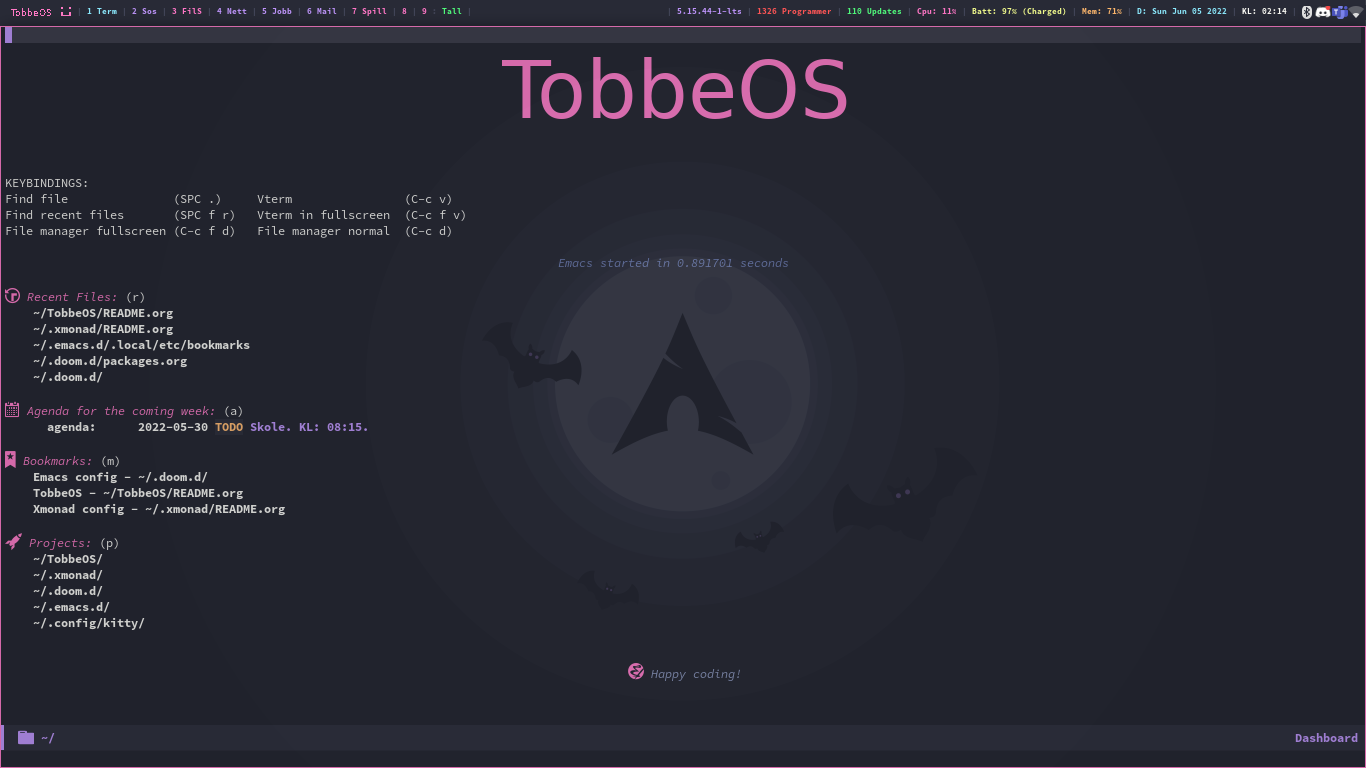 TobbeOS | 1 Term | 2 Sos | 3 FilS | 4 Nett | 5 Jobb | 6 Mail | 7 Spill | 8 | 9 : Tall | | 5.15.44-1-lts | 1326 Programmer | 110 Updates | Cpu: 11% | Batt: 97% (Charged) | Mem: 71% | D: Sun Jun 05 2022 | KL: 02:14 |
TobbeOS
KEYBINDINGS:
Find file (SPC .) Vterm (C-c v)
Find recent files (SPC f r) Vterm in fullscreen (C-c f v)
File manager fullscreen (C-c f d) File manager normal (C-c d)
Emacs started in 0.891701 seconds
Recent Files: (r)
~/TobbeOS/README.org
~/.xmonad/README.org
~/.emacs.d/.local/etc/bookmarks
~/.doom.d/packages.org
~/.doom.d/
Agenda for the coming week: (a)
agenda: 2022-05-30 TODO Skole. KL: 08:15.
Bookmarks: (m)
Emacs config - ~/.doom.d/
TobbeOS - ~/TobbeOS/README.org
Xmonad config - ~/.xmonad/README.org
Projects: (p)
~/TobbeOS/
~/.xmonad/
~/.doom.d/
~/.emacs.d/
~/.config/kitty/
Happy coding!
~/ Dashboard